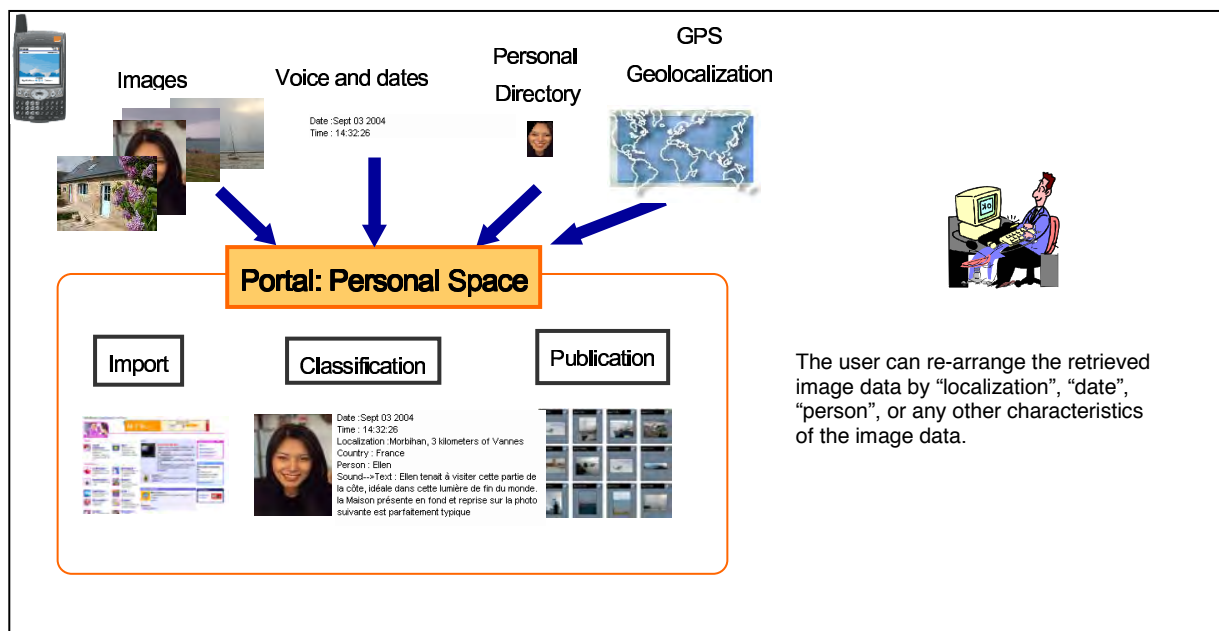 Images
Voice and dates
Personal
Directory
GPS
Geolocalization
Date :Sept 03 2004
Time : 14:32:26
Portal: Personal Space
Import
Classification
Publication
Date :Sept 03 2004
Time : 14:32:26
Localization :Morbihan, 3 kilometers of Vannes
Country : France
Person : Ellen
Sound-->Text : Ellen tenait à visiter cette partie de
la côte, idéale dans cette lumière de fin du monde.
la Maison présente en fond et reprise sur la photo
suivante est parfaitement typique
The user can re-arrange the retrieved
image data by “localization”, “date”,
“person”, or any other characteristics
of the image data.